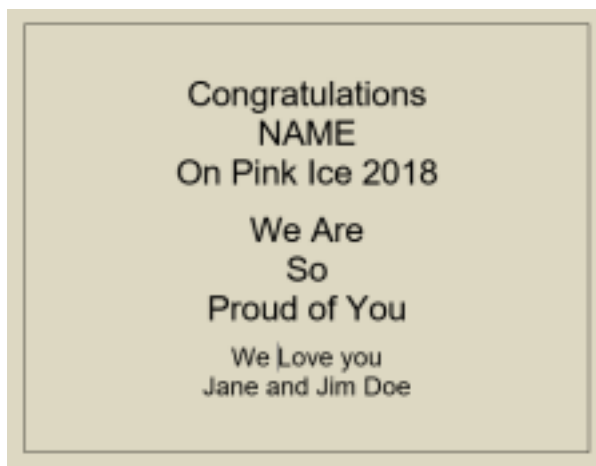 Congratulations
NAME
On Pink Ice 2018
We Are
So
Proud of You
We Love you
Jane and Jim Doe